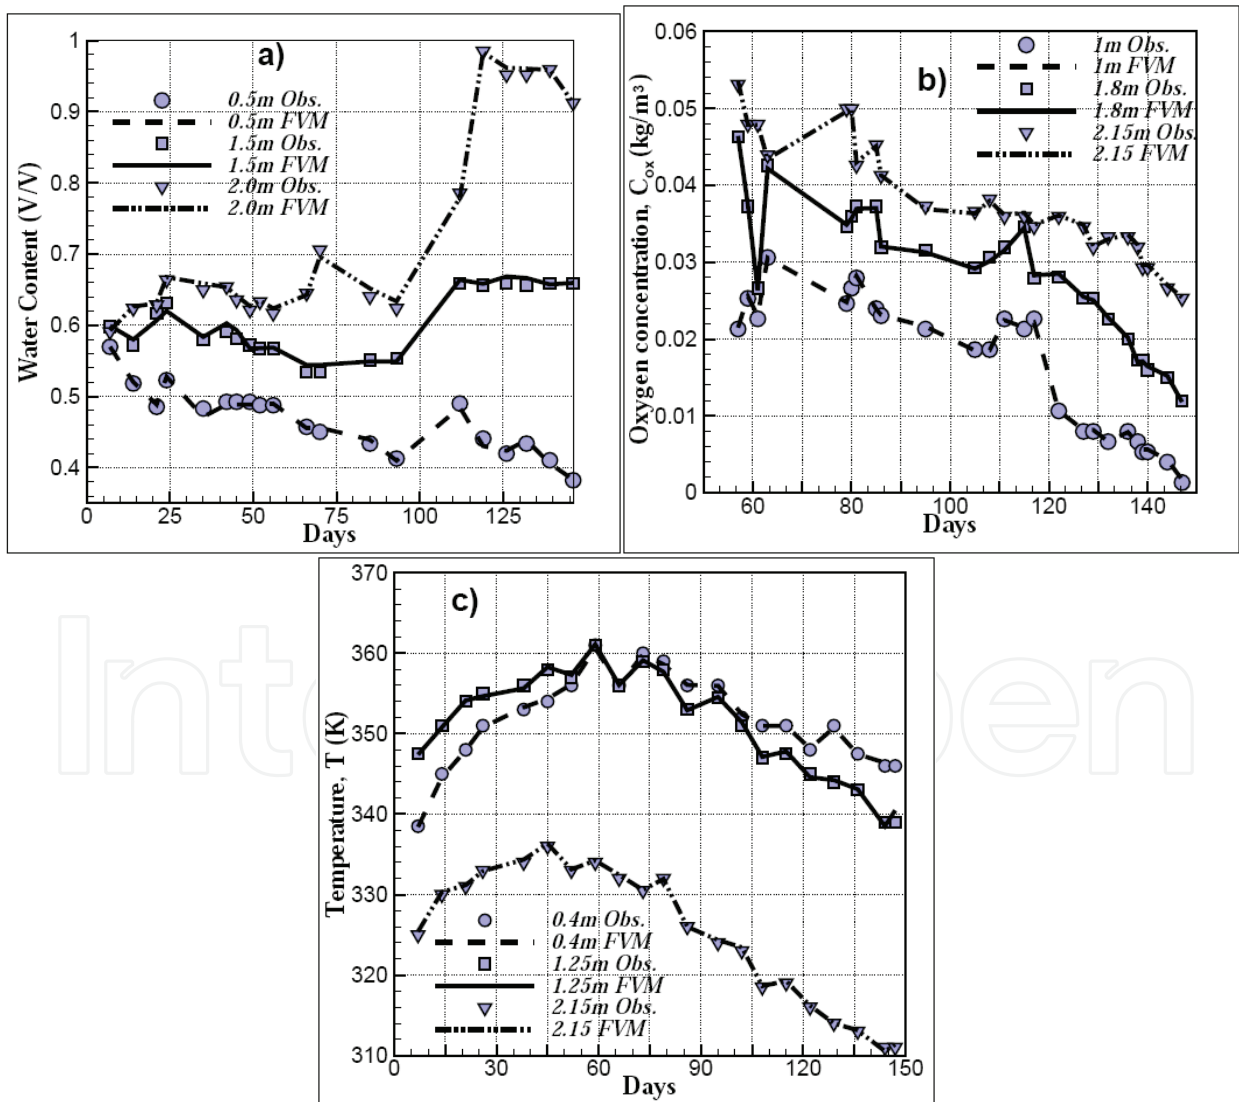 a)
Water Content (V/V)
1
0.9
0.8
0.7
0.6
0.5
0.4
0.5m Obs.
0.5m FVM
1.5m Obs.
1.5m FVM
2.0m Obs.
2.0m FVM
0 25 50 75 100 125
Days
b)
Oxygen concentration, Cox (kg/m³)
0.06
0.05
0.04
0.03
0.02
0.01
0
1m Obs.
1m FVM
1.8m Obs.
1.8m FVM
2.15m Obs.
2.15 FVM
60 80 100 120 140
Days
c)
Temperature, T (K)
370
360
350
340
330
320
310
0.4m Obs.
0.4m FVM
1.25m Obs.
1.25m FVM
2.15m Obs.
2.15 FVM
0 30 60 90 120 150
Days